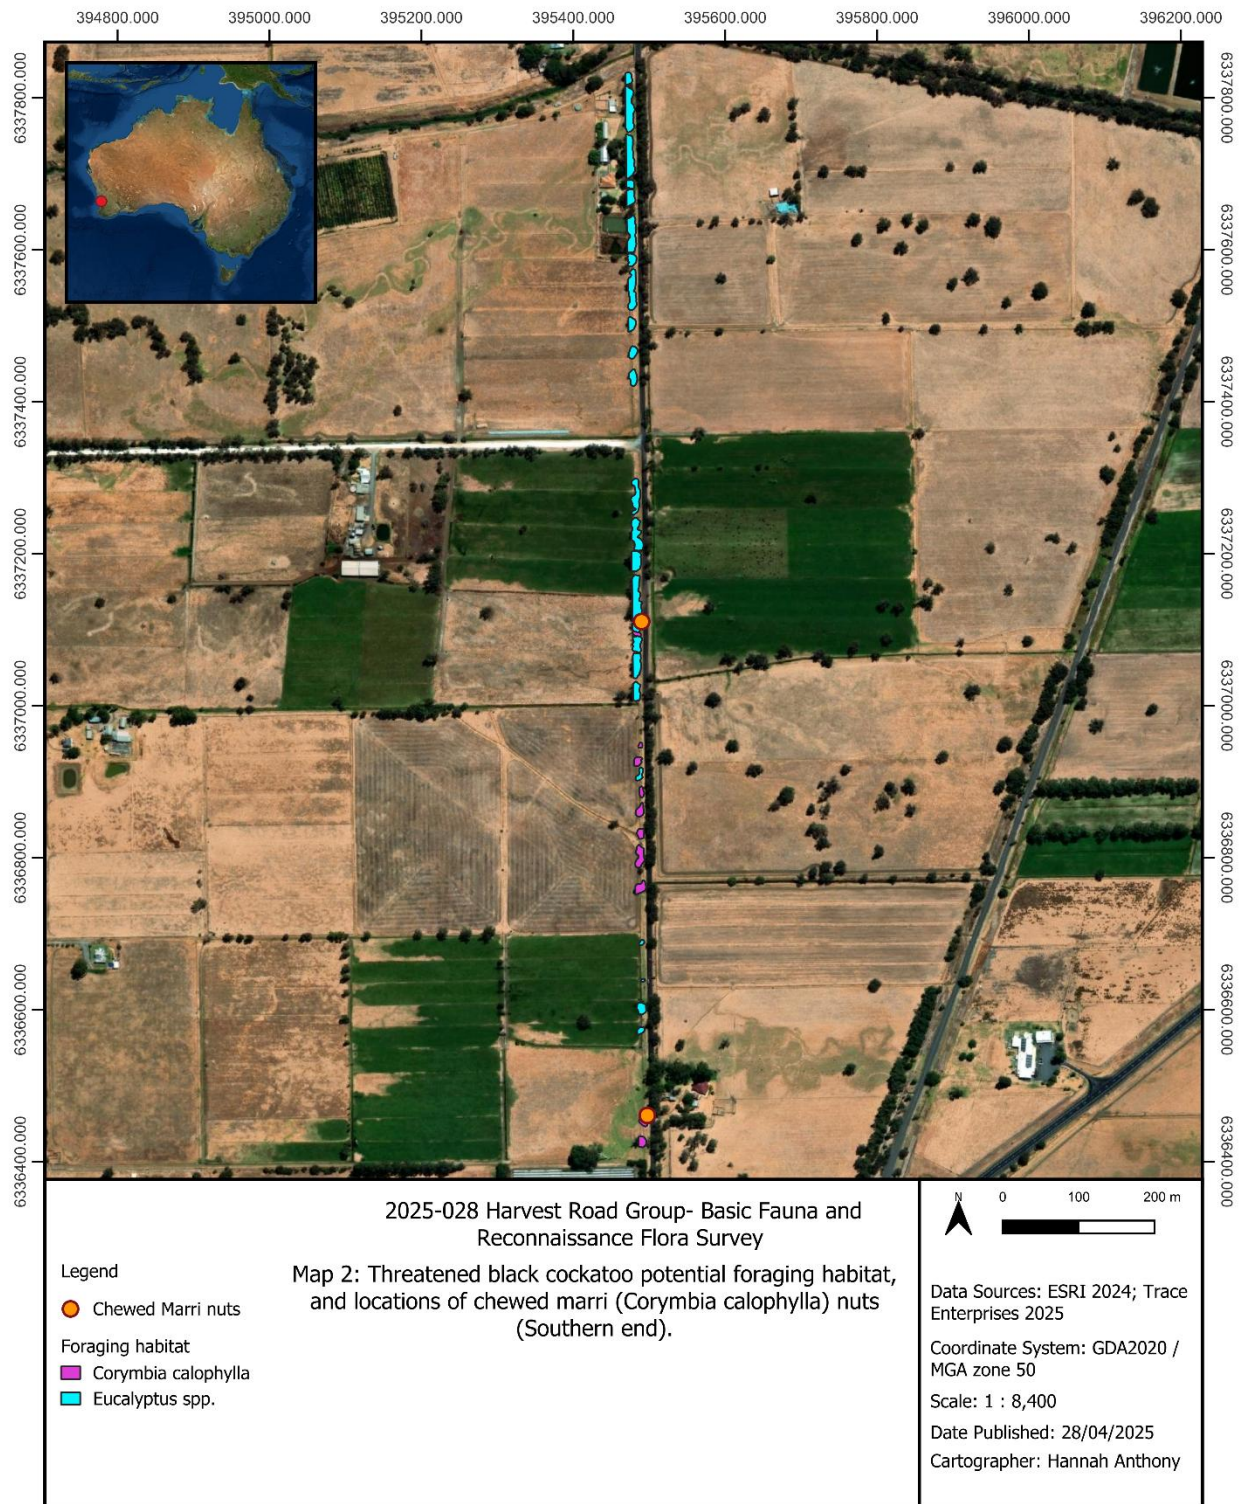 394800.000 395000.000 395200.000 395400.000 395600.000 395800.000 396000.000 396200.000
6337800.000
6337600.000
6337400.000
6337200.000
6337000.000
6336800.000
6336600.000
6336400.000
6337800.000
6337600.000
6337400.000
6337200.000
6337000.000
6336800.000
6336600.000
6336400.000
2025-028 Harvest Road Group- Basic Fauna and
Reconnaissance Flora Survey
Map 2: Threatened black cockatoo potential foraging habitat,
and locations of chewed marri (Corymbia calophylla) nuts
(Southern end).
Legend
Chewed Marri nuts
Foraging habitat
Corymbia calophylla
Eucalyptus spp.
N
0 100 200 m
Data Sources: ESRI 2024; Trace
Enterprises 2025
Coordinate System: GDA2020 /
MGA zone 50
Scale: 1 : 8,400
Date Published: 28/04/2025
Cartographer: Hannah Anthony